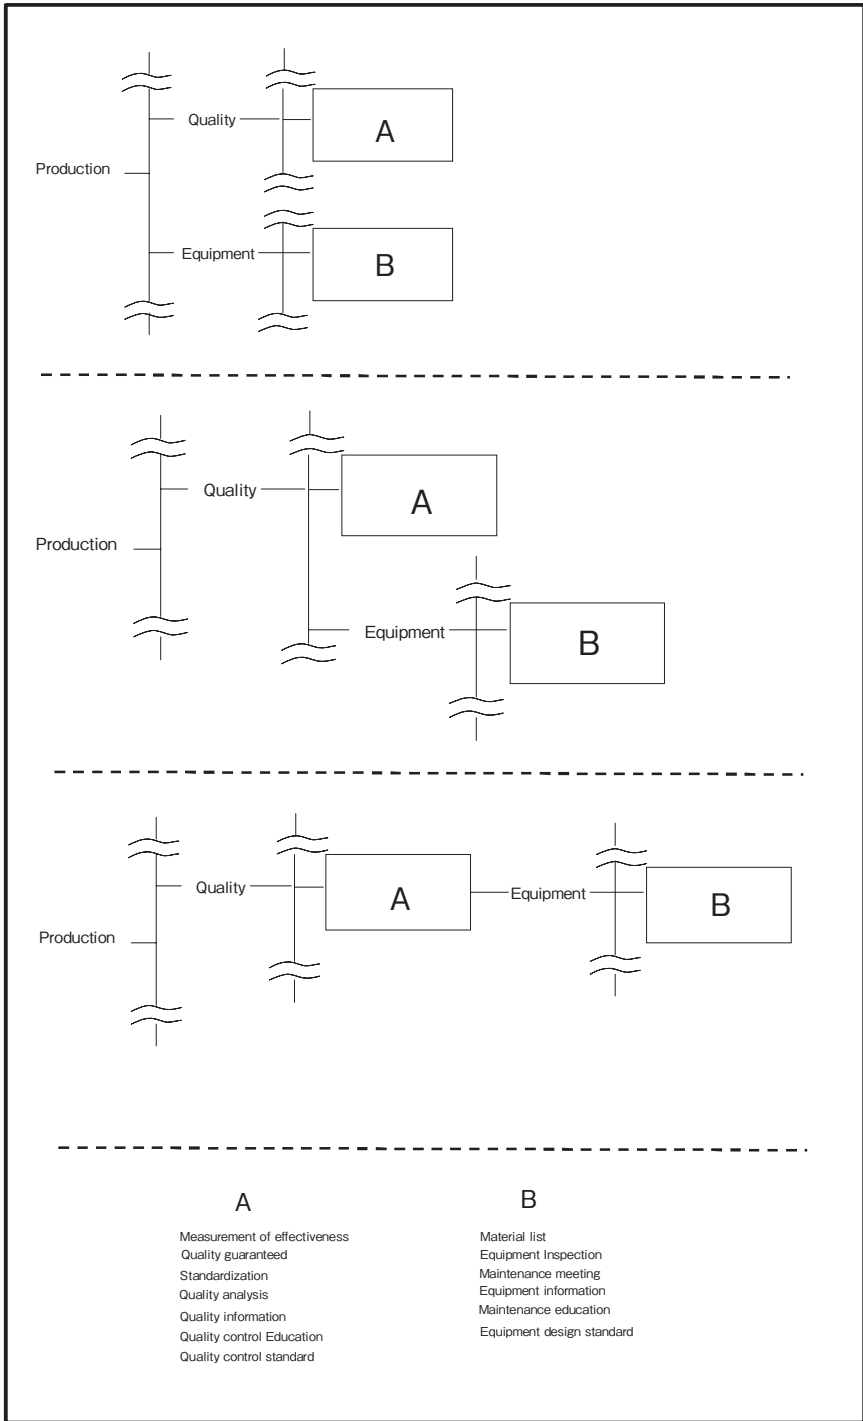 Quality
A
Production
Equipment
B
Quality
A
Production
Equipment
B
Quality
A
Equipment
B
Production
A
Measurement of effectiveness
Quality guaranteed
Standardization
Quality analysis
Quality information
Quality control Education
Quality control standard
B
Material list
Equipment Inspection
Maintenance meeting
Equipment information
Maintenance education
Equipment design standard